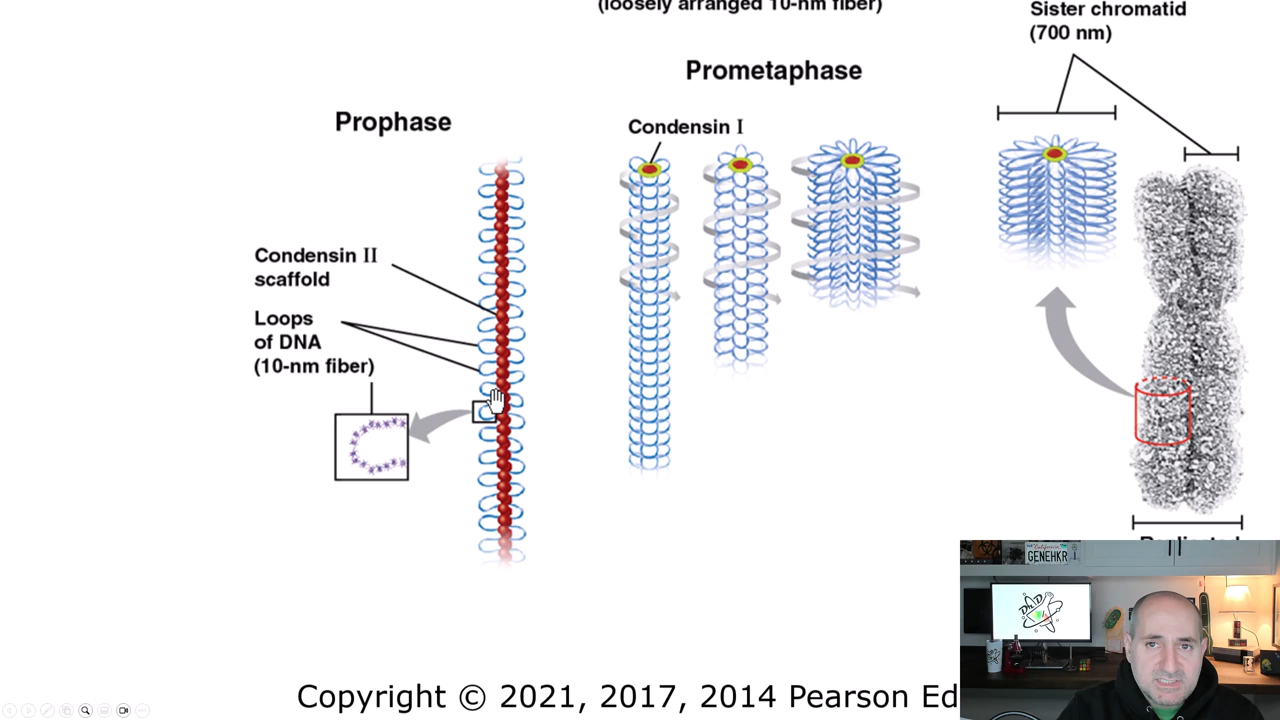 (loosely arranged 10-nm fiber)
Sister chromatid
(700 nm)
Prometaphase
Prophase
Condensin I
Condensin II
scaffold
Loops
of DNA
(10-nm fiber)
California
GENEHKR
Copyright © 2021, 2017, 2014 Pearson Ed